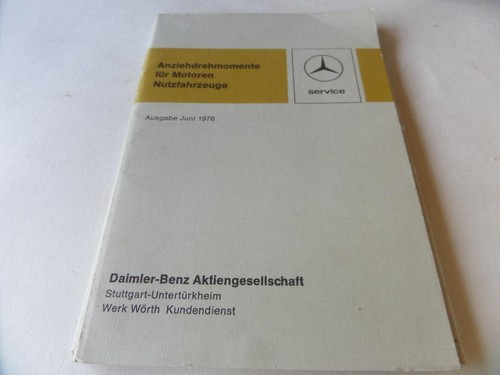 Anziehdrehmomente
für Motoren
Nutzfahrzeuge
service
Ausgabe Juni 1976
Daimler-Benz Aktiengesellschaft
Stuttgart-Untertürkheim
Werk Wörth Kundendienst